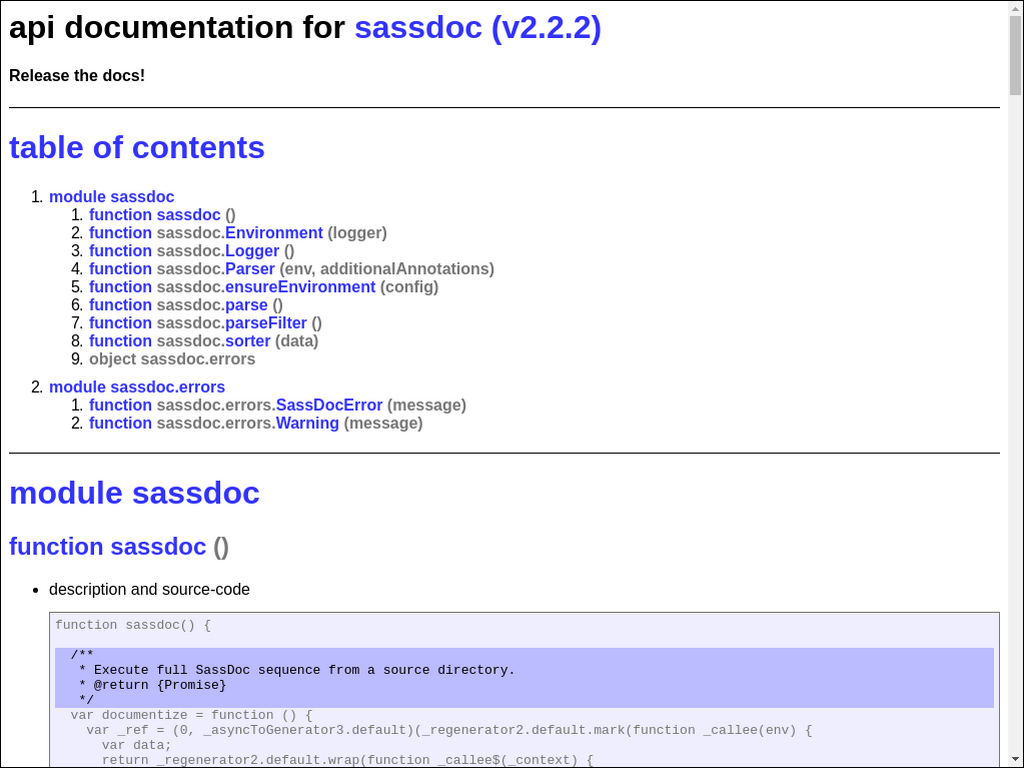 api documentation for sassdoc (v2.2.2)
Release the docs!
table of contents
1. module sassdoc
1. function sassdoc ()
2. function sassdoc.Environment (logger)
3. function sassdoc.Logger ()
4. function sassdoc.Parser (env, additionalAnnotations)
5. function sassdoc.ensureEnvironment (config)
6. function sassdoc.parse ()
7. function sassdoc.parseFilter ()
8. function sassdoc.sorter (data)
9. object sassdoc.errors
2. module sassdoc.errors
1. function sassdoc.errors.SassDocError (message)
2. function sassdoc.errors.Warning (message)
module sassdoc
function sassdoc ()
• description and source-code
function sassdoc() {
/**
* Execute full SassDoc sequence from a source directory.
* @return {Promise}
*/
var documentize = function () {
var _ref = (0, _asyncToGenerator3.default)(_regenerator2.default.mark(function _callee(env) {
var data;
return _regenerator2.default.wrap(function _callee$(_context) {